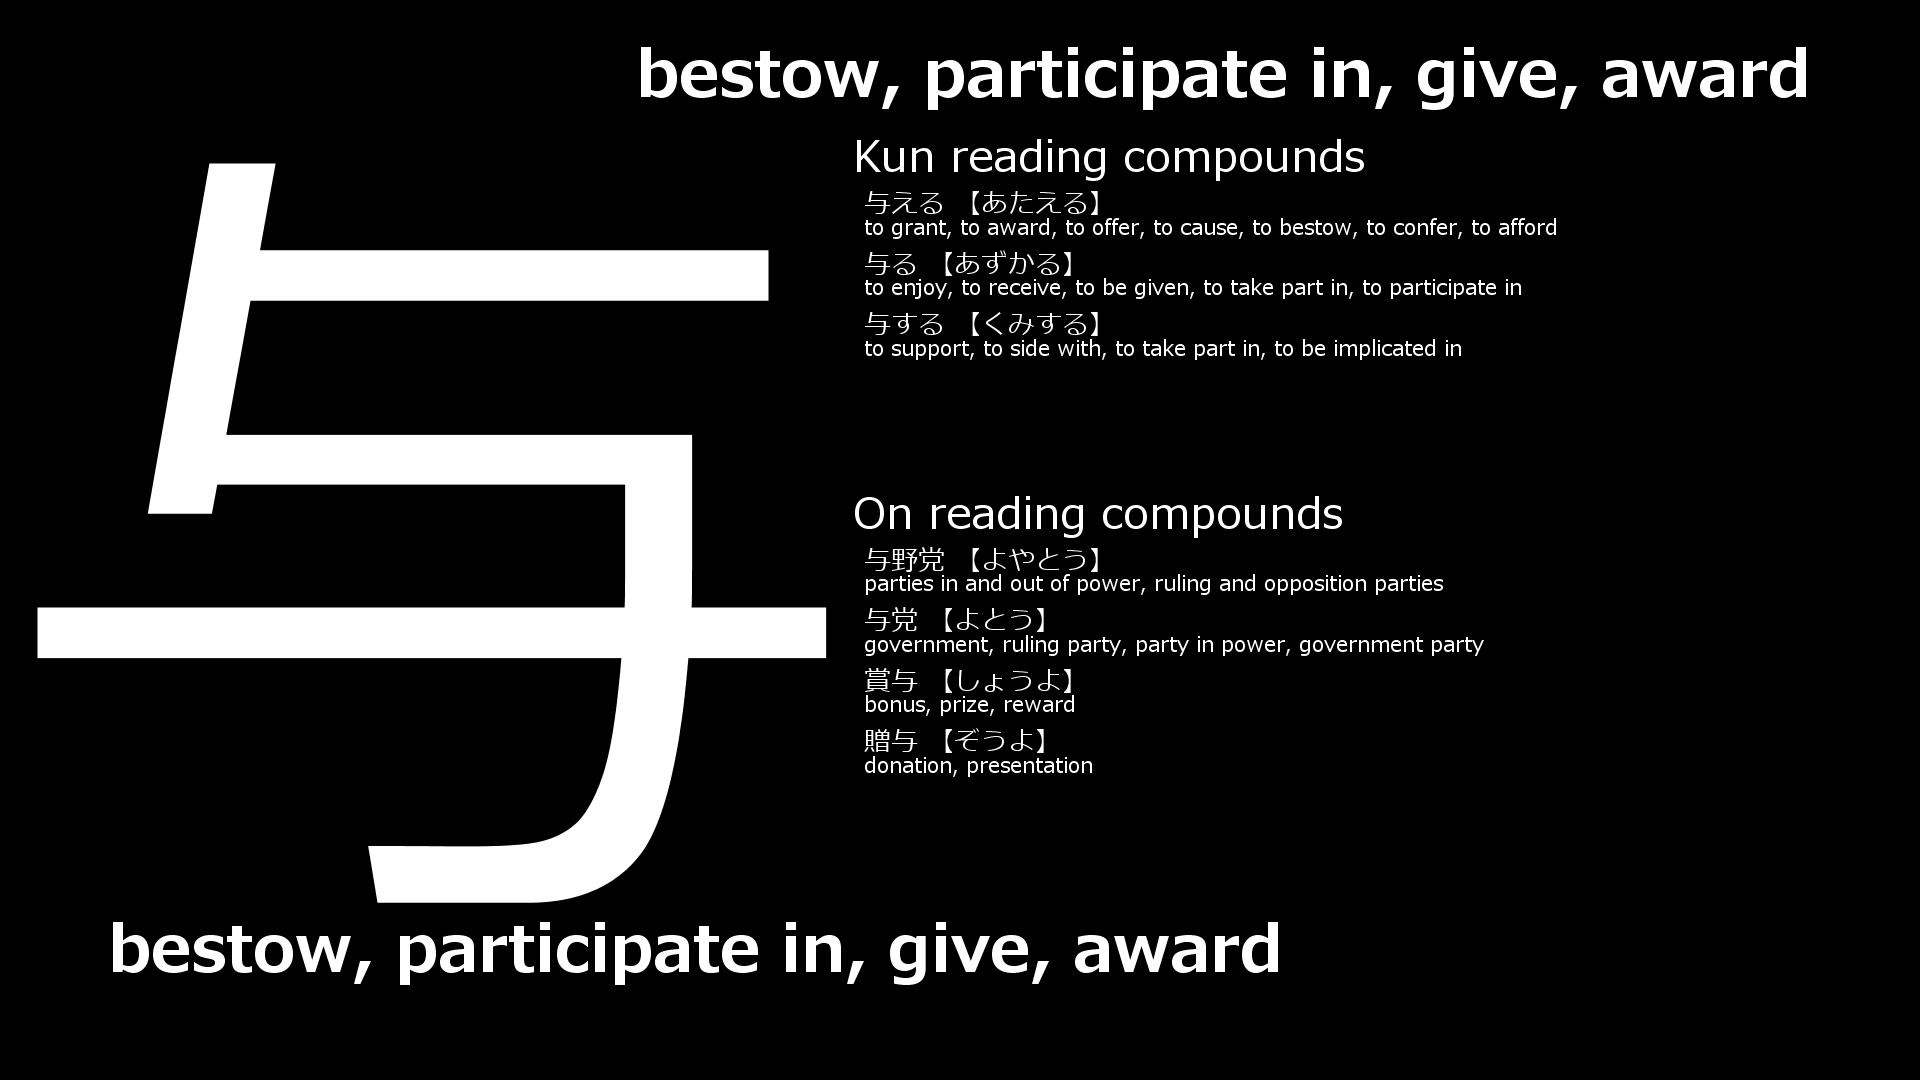 bestow, participate in, give, award
与
Kun reading compounds
与える 【あたえる】
to grant, to award, to offer, to cause, to bestow, to confer, to afford
与る 【あずかる】
to enjoy, to receive, to be given, to take part in, to participate in
与する 【くみする】
to support, to side with, to take part in, to be implicated in
On reading compounds
与野党 【よやとう】
parties in and out of power, ruling and opposition parties
与党 【よとう】
government, ruling party, party in power, government party
賞与 【しょうよ】
bonus, prize, reward
贈与 【ぞうよ】
donation, presentation
bestow, participate in, give, award